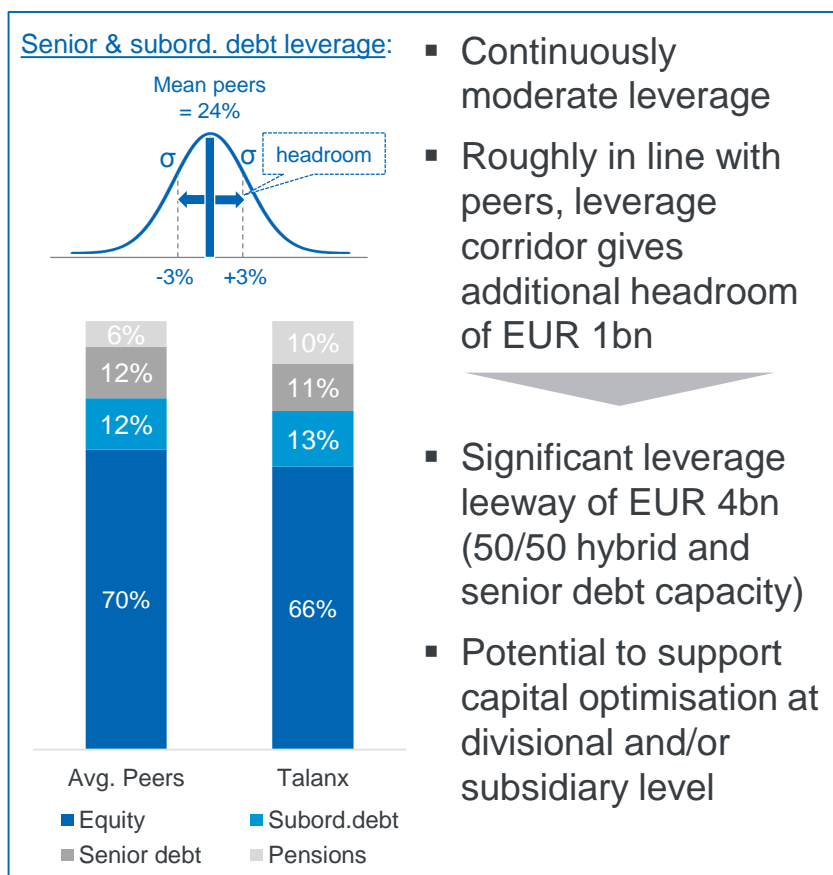 Senior & subord. debt leverage:
Mean peers
= 24%
σ
σ
headroom
-3%
+3%
6%
12%
12%
70%
10%
11%
13%
66%
Avg. Peers
Talanx
■ Equity
■ Subord.debt
■ Senior debt
■ Pensions
▪ Continuously
moderate leverage
▪ Roughly in line with
peers, leverage
corridor gives
additional headroom
of EUR 1bn
▪ Significant leverage
leeway of EUR 4bn
(50/50 hybrid and
senior debt capacity)
▪ Potential to support
capital optimisation at
divisional and/or
subsidiary level